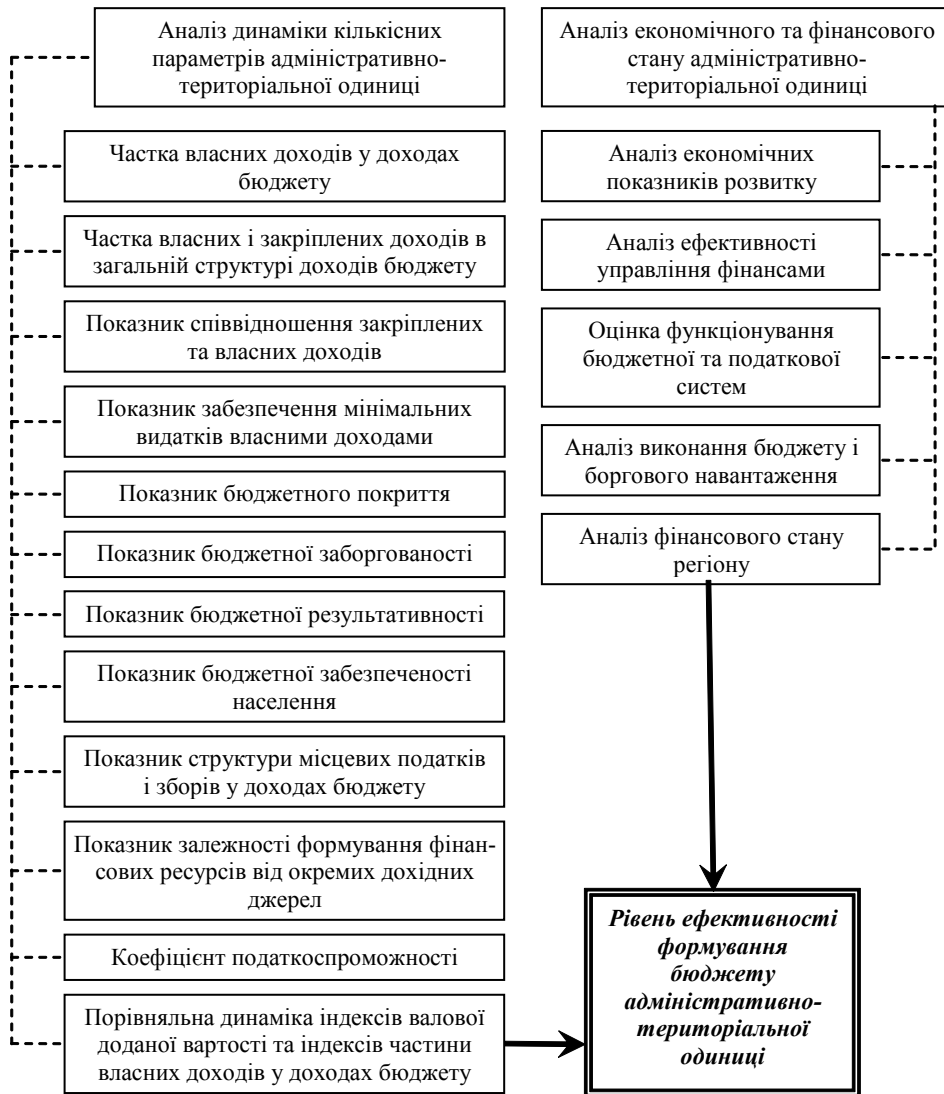 Аналіз динаміки кількісних
параметрів адміністративно-
територіальної одиниці
Частка власних доходів у доходах
бюджету
Частка власних і закріплених доходів в
загальній структурі доходів бюджету
Показник співвідношення закріплених
та власних доходів
Показник забезпечення мінімальних
видатків власними доходами
Показник бюджетного покриття
Показник бюджетної заборгованості
Показник бюджетної результативності
Показник бюджетної забезпеченості
населення
Показник структури місцевих податків
і зборів у доходах бюджету
Показник залежності формування фінан-
сових ресурсів від окремих дохідних
джерел
Коефіцієнт податкоспроможності
Порівняльна динаміка індексів валової
доданої вартості та індексів частини
власних доходів у доходах бюджету
Аналіз економічного та фінансового
стану адміністративно-
територіальної одиниці
Аналіз економічних
показників розвитку
Аналіз ефективності
управління фінансами
Оцінка функціонування
бюджетної та податкової
систем
Аналіз виконання бюджету і
боргового навантаження
Аналіз фінансового стану
регіону
Рівень ефективності
формування
бюджету
адміністративно-
територіальної
одиниці